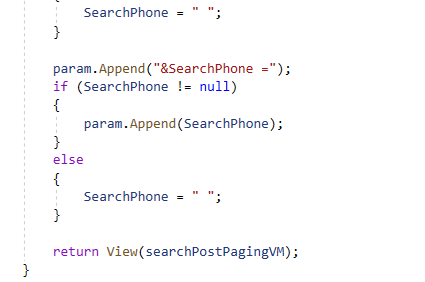 {
SearchPhone = " ";
}
param.Append("&SearchPhone =");
if (SearchPhone != null)
{
param.Append(SearchPhone);
}
else
{
SearchPhone = " ";
}
return View(searchPostPagingVM);
}